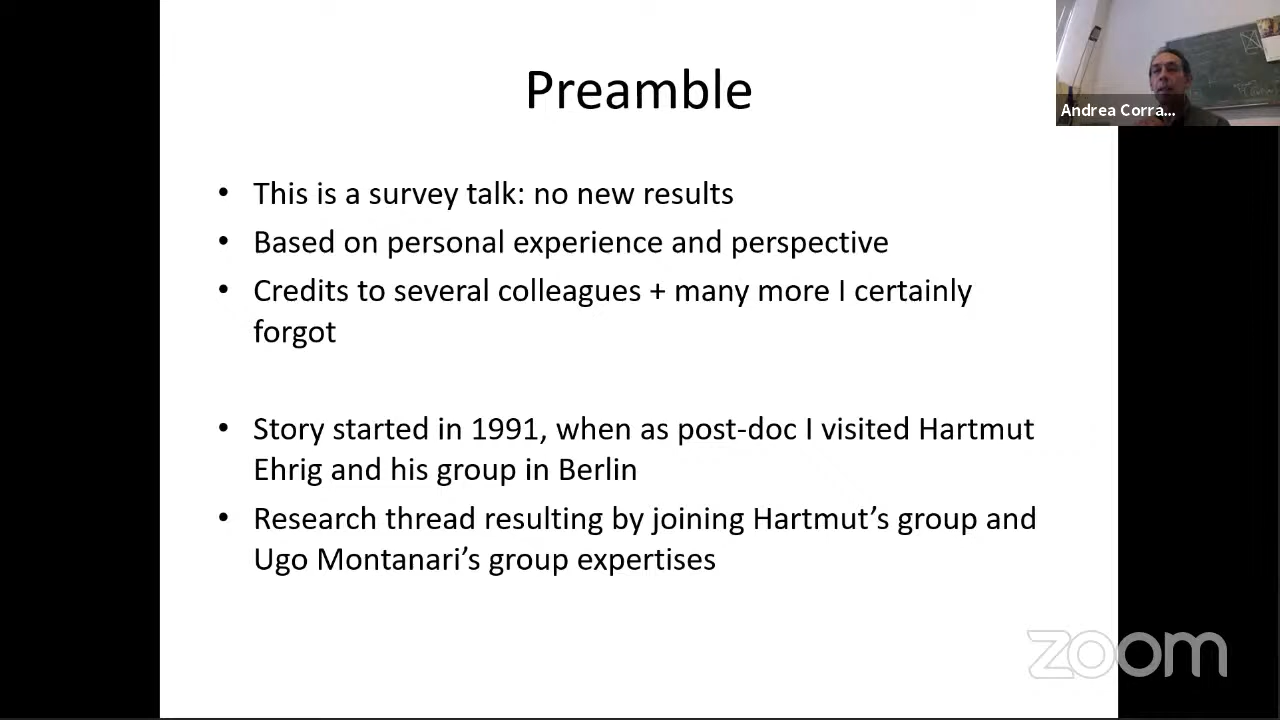 Preamble
Andrea Corra...
• This is a survey talk: no new results
• Based on personal experience and perspective
• Credits to several colleagues + many more I certainly
forgot
• Story started in 1991, when as post-doc I visited Hartmut
Ehrig and his group in Berlin
• Research thread resulting by joining Hartmut’s group and
Ugo Montanari’s group expertises
zoom